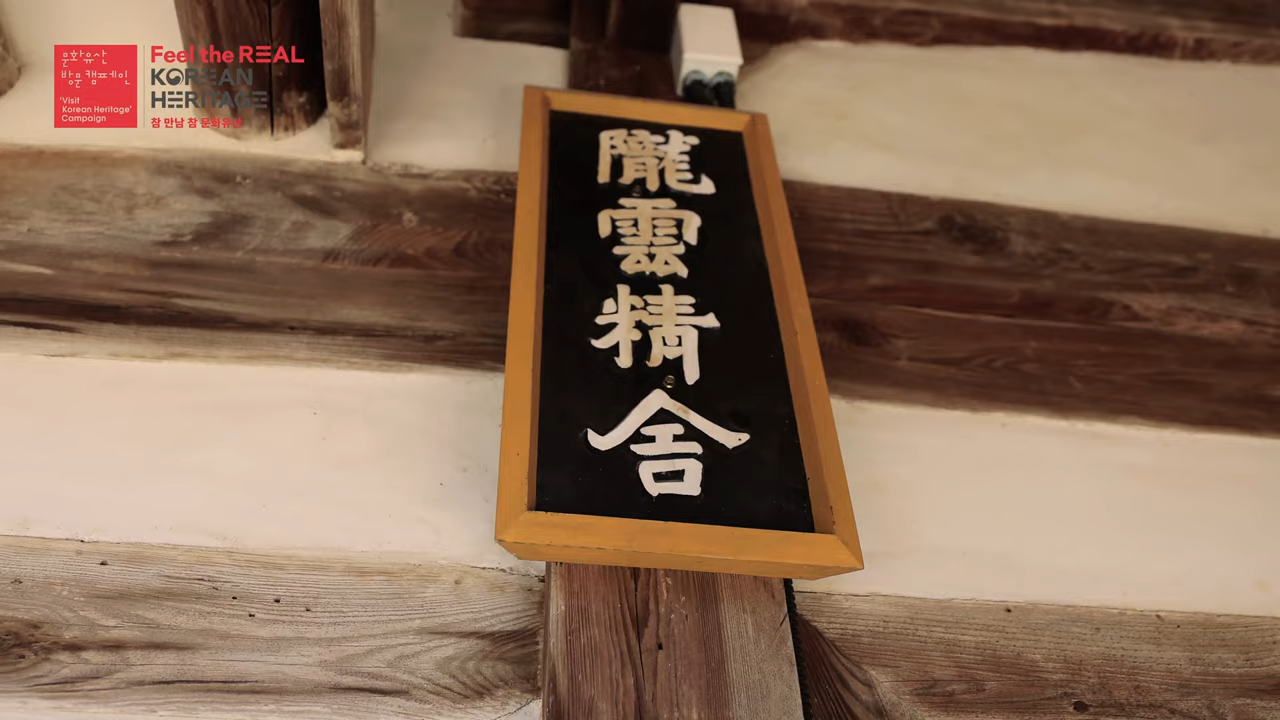 문화유산
방문 캠페인
'Visit
Korean Heritage'
Campaign
Feel the REAL
KOREAN
HERITAGE
참 만남 참 문화유산
隴雲精舍